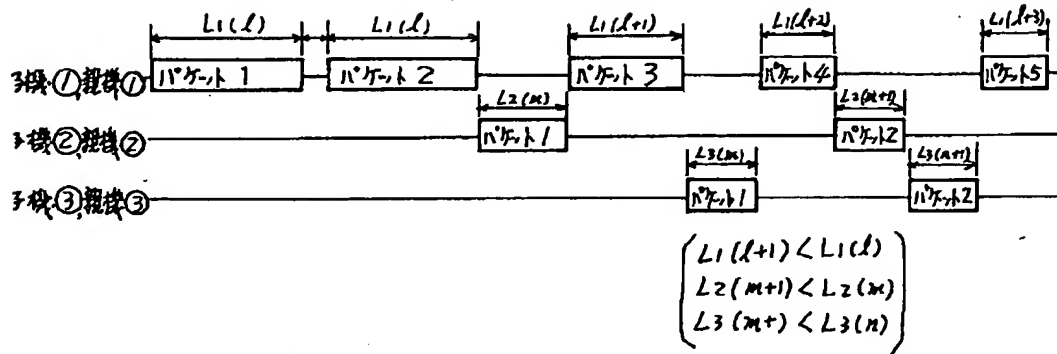 L1(l) L1(l) L1(l+1) L1(l+2) L1(l+3)
子機①,親機① パケット1 パケット2 パケット3 パケット4 パケット5
L2(m) L2(m+1)
子機②,親機② パケット1 パケット2
L3(n) L3(n+1)
子機③,親機③ パケット1 パケット2
L1(l+1) < L1(l)
L2(m+1) < L2(m)
L3(m+) < L3(n)